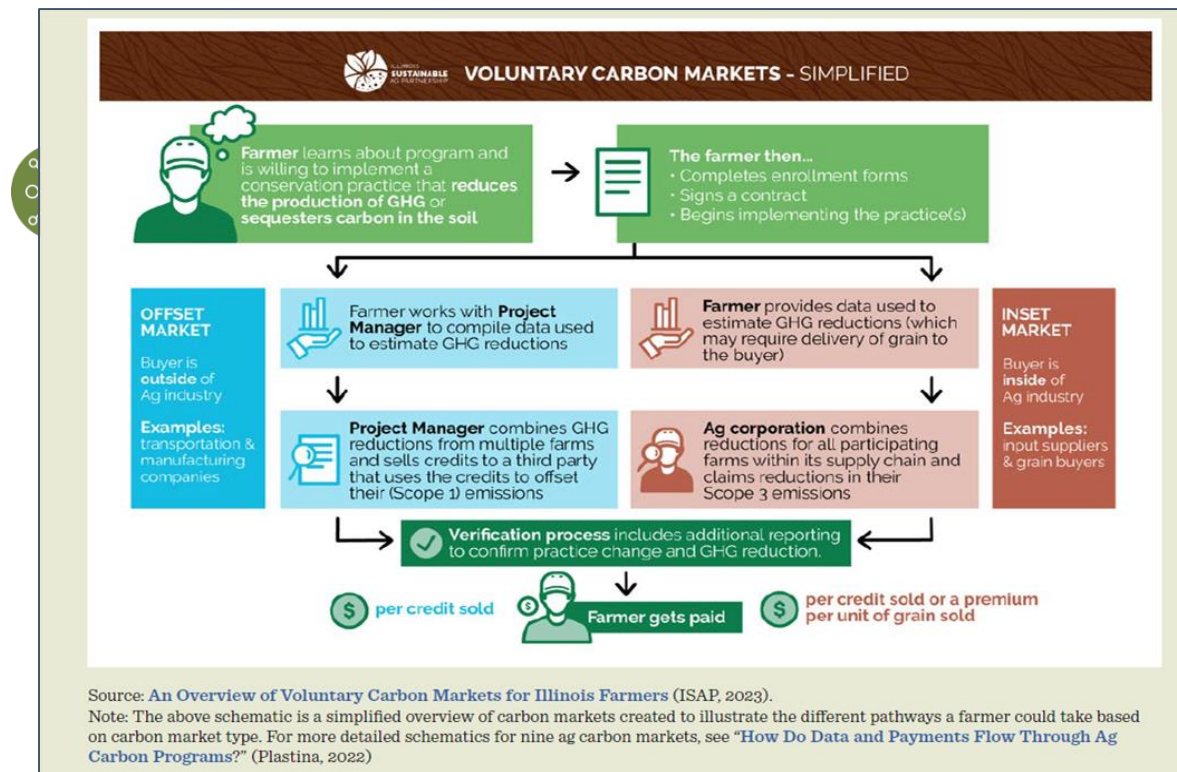 ILLINOIS
SUSTAINABLE
AG PARTNERSHIP
VOLUNTARY CARBON MARKETS - SIMPLIFIED
Farmer learns about program and
is willing to implement a
conservation practice that reduces
the production of GHG or
sequesters carbon in the soil
The farmer then...
• Completes enrollment forms
• Signs a contract
• Begins implementing the practice(s)
OFFSET
MARKET
Buyer is
outside of
Ag industry
Examples:
transportation &
manufacturing
companies
Farmer works with Project
Manager to compile data used
to estimate GHG reductions
Project Manager combines GHG
reductions from multiple farms
and sells credits to a third party
that uses the credits to offset
their (Scope 1) emissions
Farmer provides data used to
estimate GHG reductions (which
may require delivery of grain to
the buyer)
Ag corporation combines
reductions for all participating
farms within its supply chain and
claims reductions in their
Scope 3 emissions
INSET
MARKET
Buyer is
inside of
Ag industry
Examples:
input suppliers
& grain buyers
Verification process includes additional reporting
to confirm practice change and GHG reduction.
$ per credit sold
$
Farmer gets paid
$ per credit sold or a premium
per unit of grain sold
Source: An Overview of Voluntary Carbon Markets for Illinois Farmers (ISAP, 2023).
Note: The above schematic is a simplified overview of carbon markets created to illustrate the different pathways a farmer could take based
on carbon market type. For more detailed schematics for nine ag carbon markets, see “How Do Data and Payments Flow Through Ag
Carbon Programs?” (Plastina, 2022)